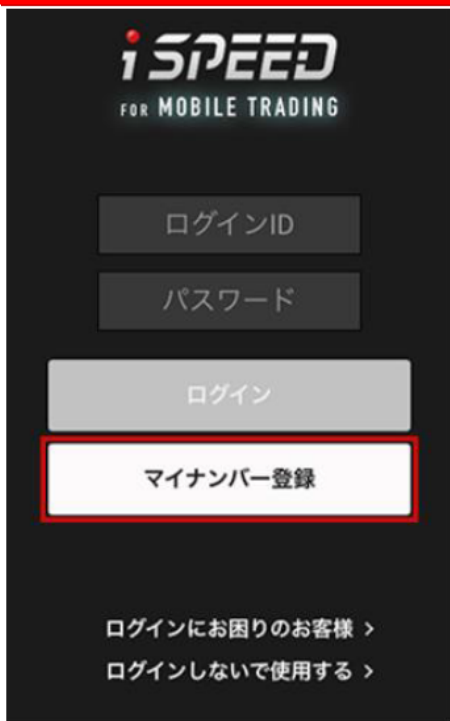 iSPEED
FOR MOBILE TRADING
ログインID
パスワード
ログイン
マイナンバー登録
ログインにお困りのお客様 >
ログインしないで使用する >